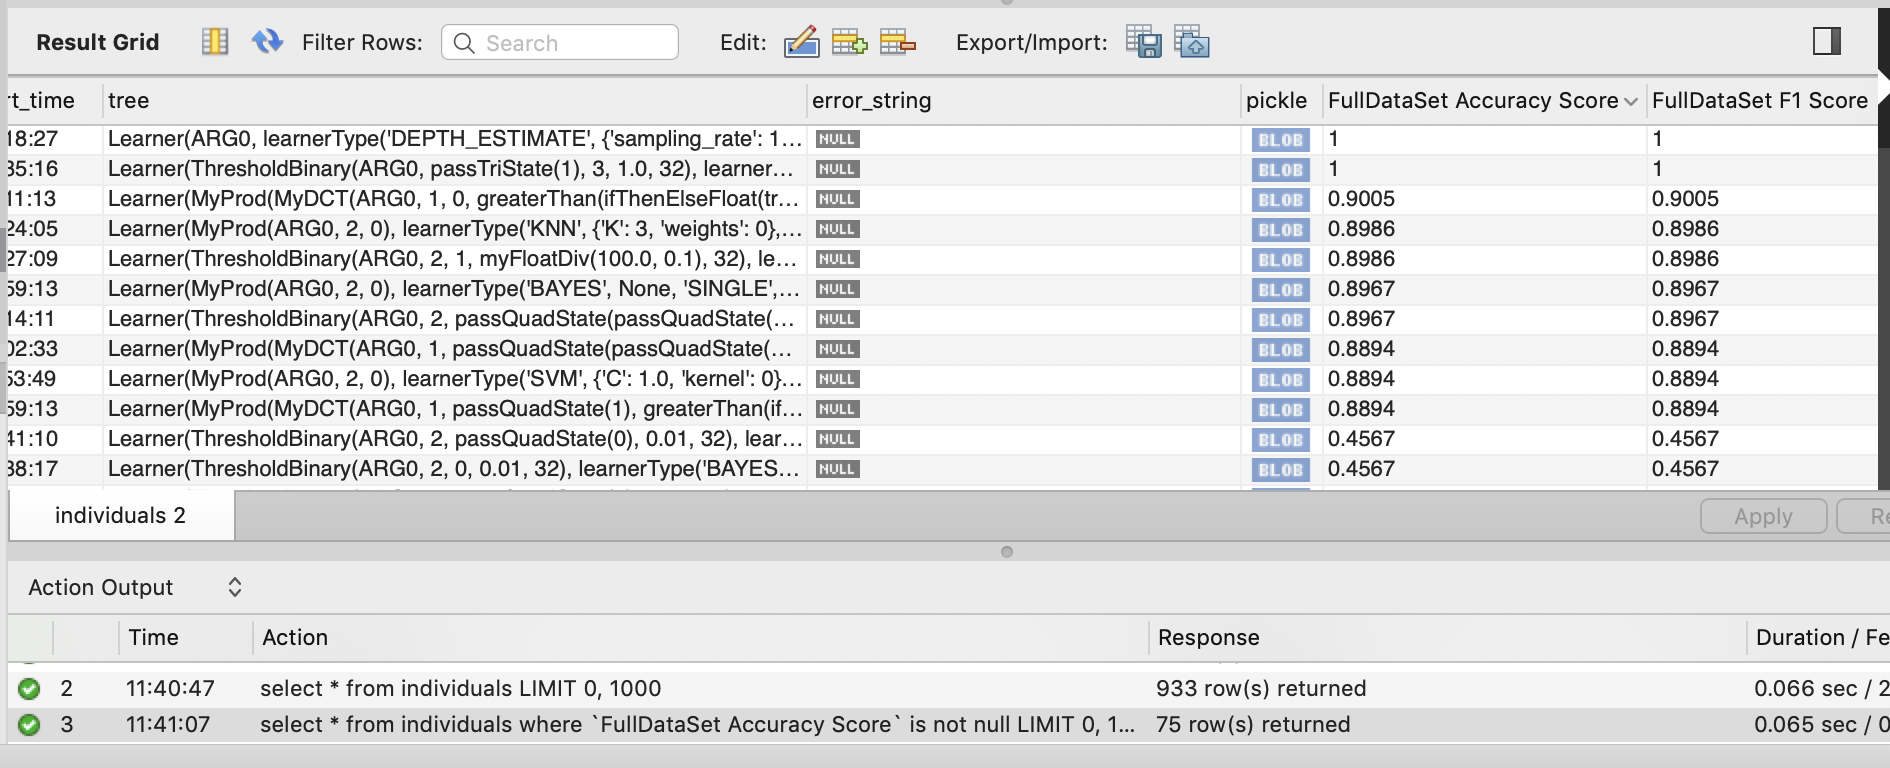 Result Grid Filter Rows: Search Edit: Export/Import:
rt_time tree error_string pickle FullDataSet Accuracy Score FullDataSet F1 Score
18:27 Learner(ARG0, learnerType('DEPTH_ESTIMATE', {'sampling_rate': 1... NULL BLOB 1 1
35:16 Learner(ThresholdBinary(ARG0, passTriState(1), 3, 1.0, 32), learner... NULL BLOB 1 1
11:13 Learner(MyProd(MyDCT(ARG0, 1, 0, greaterThan(ifThenElseFloat(tr... NULL BLOB 0.9005 0.9005
24:05 Learner(MyProd(ARG0, 2, 0), learnerType('KNN', {'K': 3, 'weights': 0},... NULL BLOB 0.8986 0.8986
27:09 Learner(ThresholdBinary(ARG0, 2, 1, myFloatDiv(100.0, 0.1), 32), le... NULL BLOB 0.8986 0.8986
59:13 Learner(MyProd(ARG0, 2, 0), learnerType('BAYES', None, 'SINGLE',... NULL BLOB 0.8967 0.8967
14:11 Learner(ThresholdBinary(ARG0, 2, passQuadState(passQuadState(... NULL BLOB 0.8967 0.8967
02:33 Learner(MyProd(MyDCT(ARG0, 1, passQuadState(passQuadState(... NULL BLOB 0.8894 0.8894
53:49 Learner(MyProd(ARG0, 2, 0), learnerType('SVM', {'C': 1.0, 'kernel': 0}... NULL BLOB 0.8894 0.8894
59:13 Learner(MyProd(MyDCT(ARG0, 1, passQuadState(1), greaterThan(if... NULL BLOB 0.8894 0.8894
41:10 Learner(ThresholdBinary(ARG0, 2, passQuadState(0), 0.01, 32), lear... NULL BLOB 0.4567 0.4567
38:17 Learner(ThresholdBinary(ARG0, 2, 0, 0.01, 32), learnerType('BAYES... NULL BLOB 0.4567 0.4567
individuals 2 Apply Re
Action Output
Time Action Response Duration / Fe
2 11:40:47 select * from individuals LIMIT 0, 1000 933 row(s) returned 0.066 sec / 2
3 11:41:07 select * from individuals where `FullDataSet Accuracy Score` is not null LIMIT 0, 1... 75 row(s) returned 0.065 sec / 0